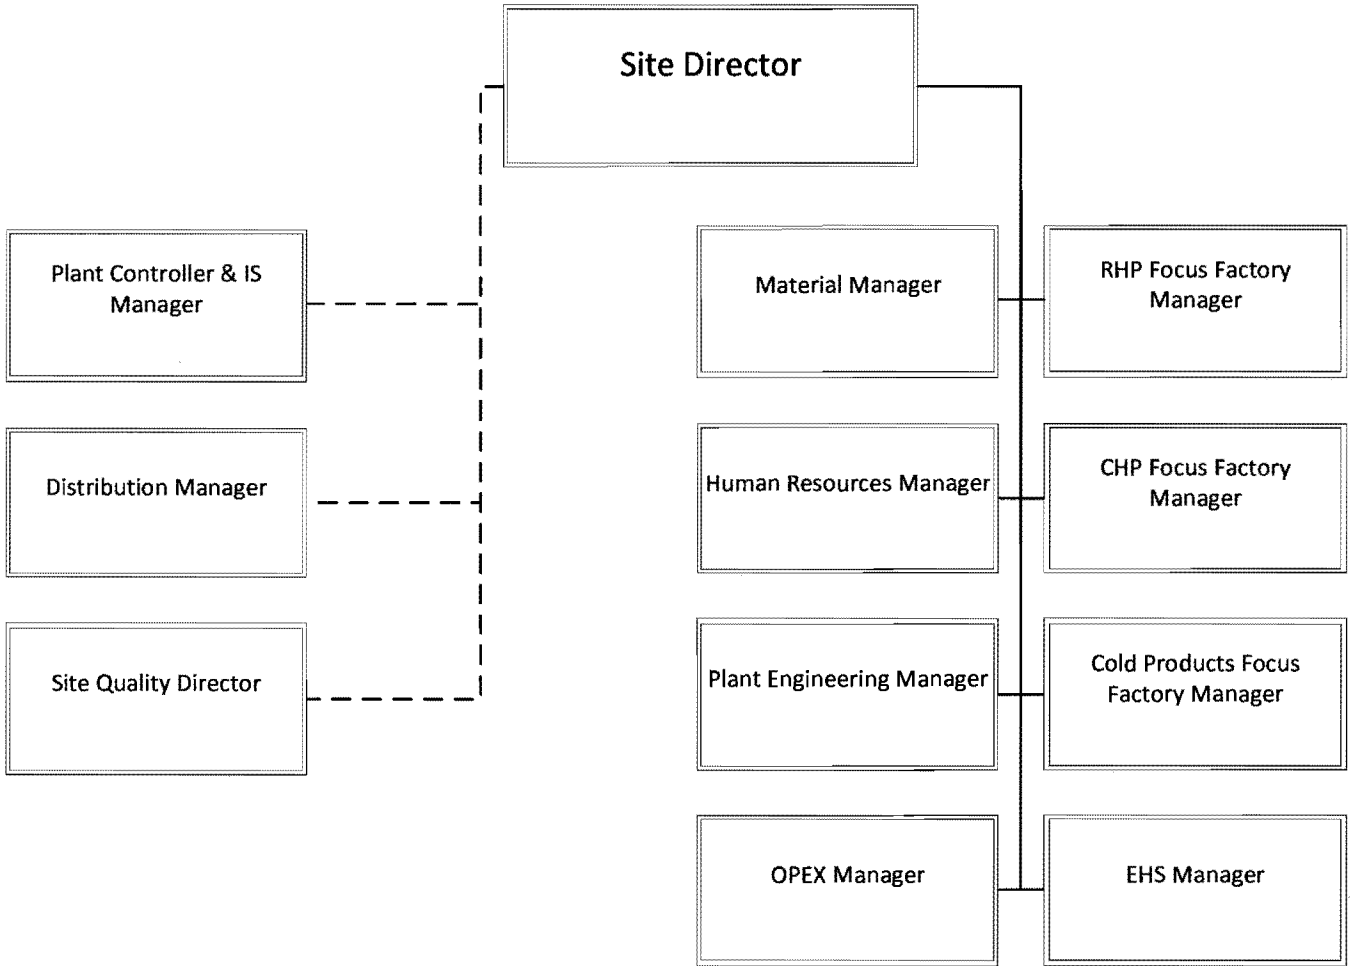 Site Director
Plant Controller & IS
Manager
Material Manager
RHP Focus Factory
Manager
Distribution Manager
Human Resources Manager
CHP Focus Factory
Manager
Site Quality Director
Plant Engineering Manager
Cold Products Focus
Factory Manager
OPEX Manager
EHS Manager